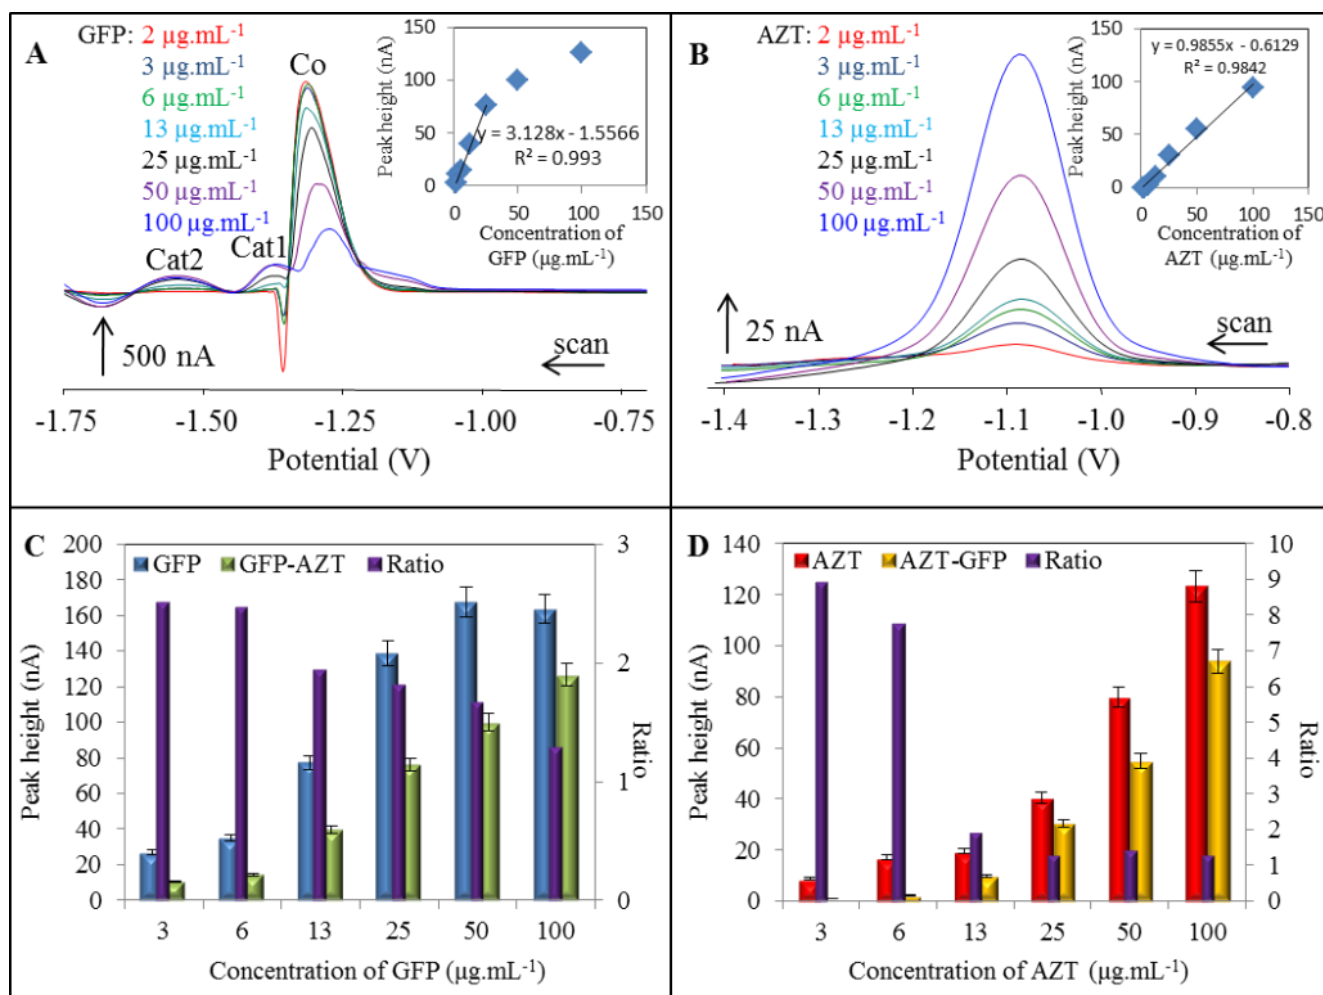 A
GFP: 2 µg.mL⁻¹
3 µg.mL⁻¹
6 µg.mL⁻¹
13 µg.mL⁻¹
25 µg.mL⁻¹
50 µg.mL⁻¹
100 µg.mL⁻¹
Co
Cat1
Cat2
500 nA
scan
-1.75 -1.50 -1.25 -1.00 -0.75
Potential (V)
Peak height (nA)
150
100
50
0
y = 3.128x - 1.5566
R² = 0.993
0 50 100 150
Concentration of
GFP (µg.mL⁻¹)
B
AZT: 2 µg.mL⁻¹
3 µg.mL⁻¹
6 µg.mL⁻¹
13 µg.mL⁻¹
25 µg.mL⁻¹
50 µg.mL⁻¹
100 µg.mL⁻¹
25 nA
scan
-1.4 -1.3 -1.2 -1.1 -1.0 -0.9 -0.8
Potential (V)
Peak height (nA)
150
100
50
0
y = 0.9855x - 0.6129
R² = 0.9842
0 50 100 150
Concentration of
AZT (µg.mL⁻¹)
C
GFP GFP-AZT Ratio
Peak height (nA)
200
180
160
140
120
100
80
60
40
20
0
3
2
1
0
Ratio
3 6 13 25 50 100
Concentration of GFP (µg.mL⁻¹)
D
AZT AZT-GFP Ratio
Peak height (nA)
140
120
100
80
60
40
20
0
10
9
8
7
6
5
4
3
2
1
0
Ratio
3 6 13 25 50 100
Concentration of AZT (µg.mL⁻¹)